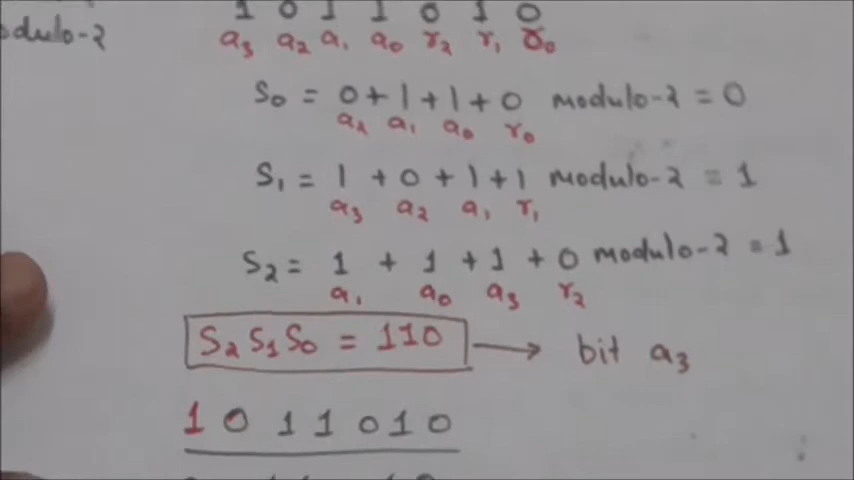 1 0 1 1 0 1 0
odulo-2
a3 a2 a1 a0 r2 r1 r0
S0 = 0 + 1 + 1 + 0 modulo-2 = 0
a2 a1 a0 r0
S1 = 1 + 0 + 1 + 1 modulo-2 = 1
a3 a2 a1 r1
S2 = 1 + 1 + 1 + 0 modulo-2 = 1
a1 a0 a3 r2
S2 S1 S0 = 110 → bit a3
1 0 1 1 0 1 0